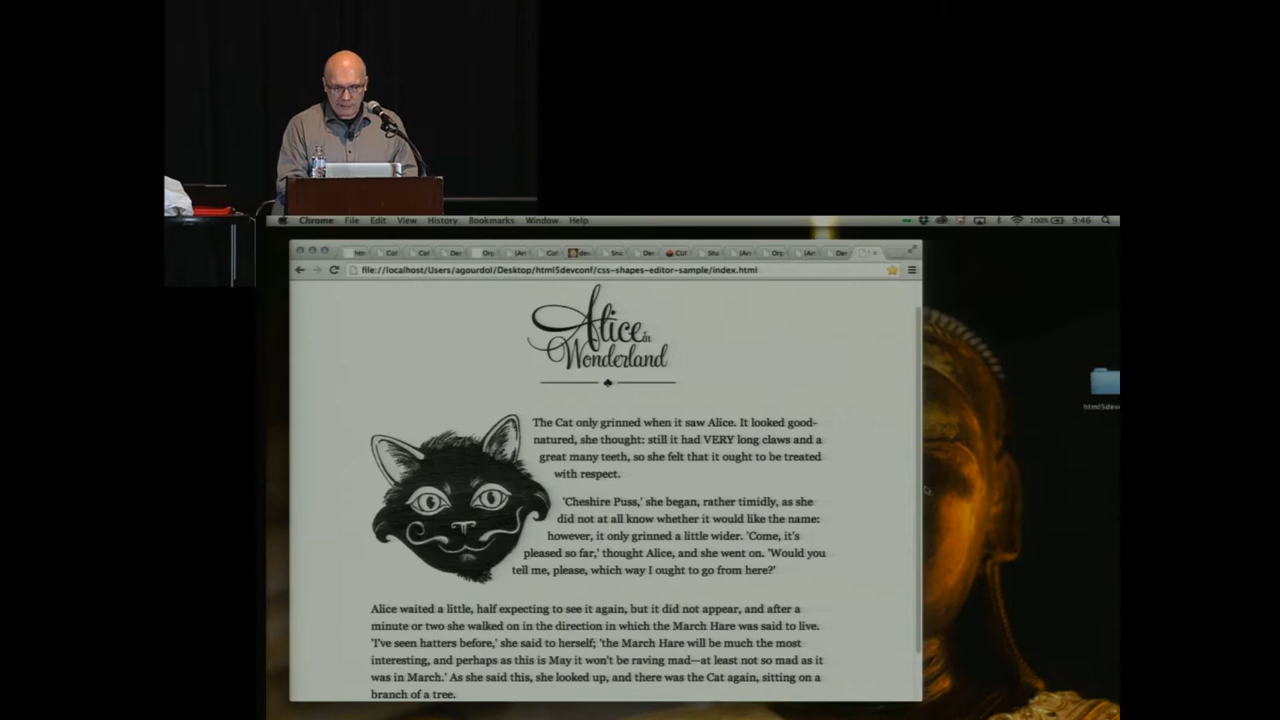 Chrome File Edit View History Bookmarks Window Help
100% 9:46
file://localhost/Users/agourdol/Desktop/html5devconf/css-shapes-editor-sample/index.html
Alice in
Wonderland
The Cat only grinned when it saw Alice. It looked good-
natured, she thought: still it had VERY long claws and a
great many teeth, so she felt that it ought to be treated
with respect.
'Cheshire Puss,' she began, rather timidly, as she
did not at all know whether it would like the name:
however, it only grinned a little wider. 'Come, it's
pleased so far,' thought Alice, and she went on. 'Would you
tell me, please, which way I ought to go from here?'
Alice waited a little, half expecting to see it again, but it did not appear, and after a
minute or two she walked on in the direction in which the March Hare was said to live.
'I've seen hatters before,' she said to herself; 'the March Hare will be much the most
interesting, and perhaps as this is May it won't be raving mad—at least not so mad as it
was in March.' As she said this, she looked up, and there was the Cat again, sitting on a
branch of a tree.